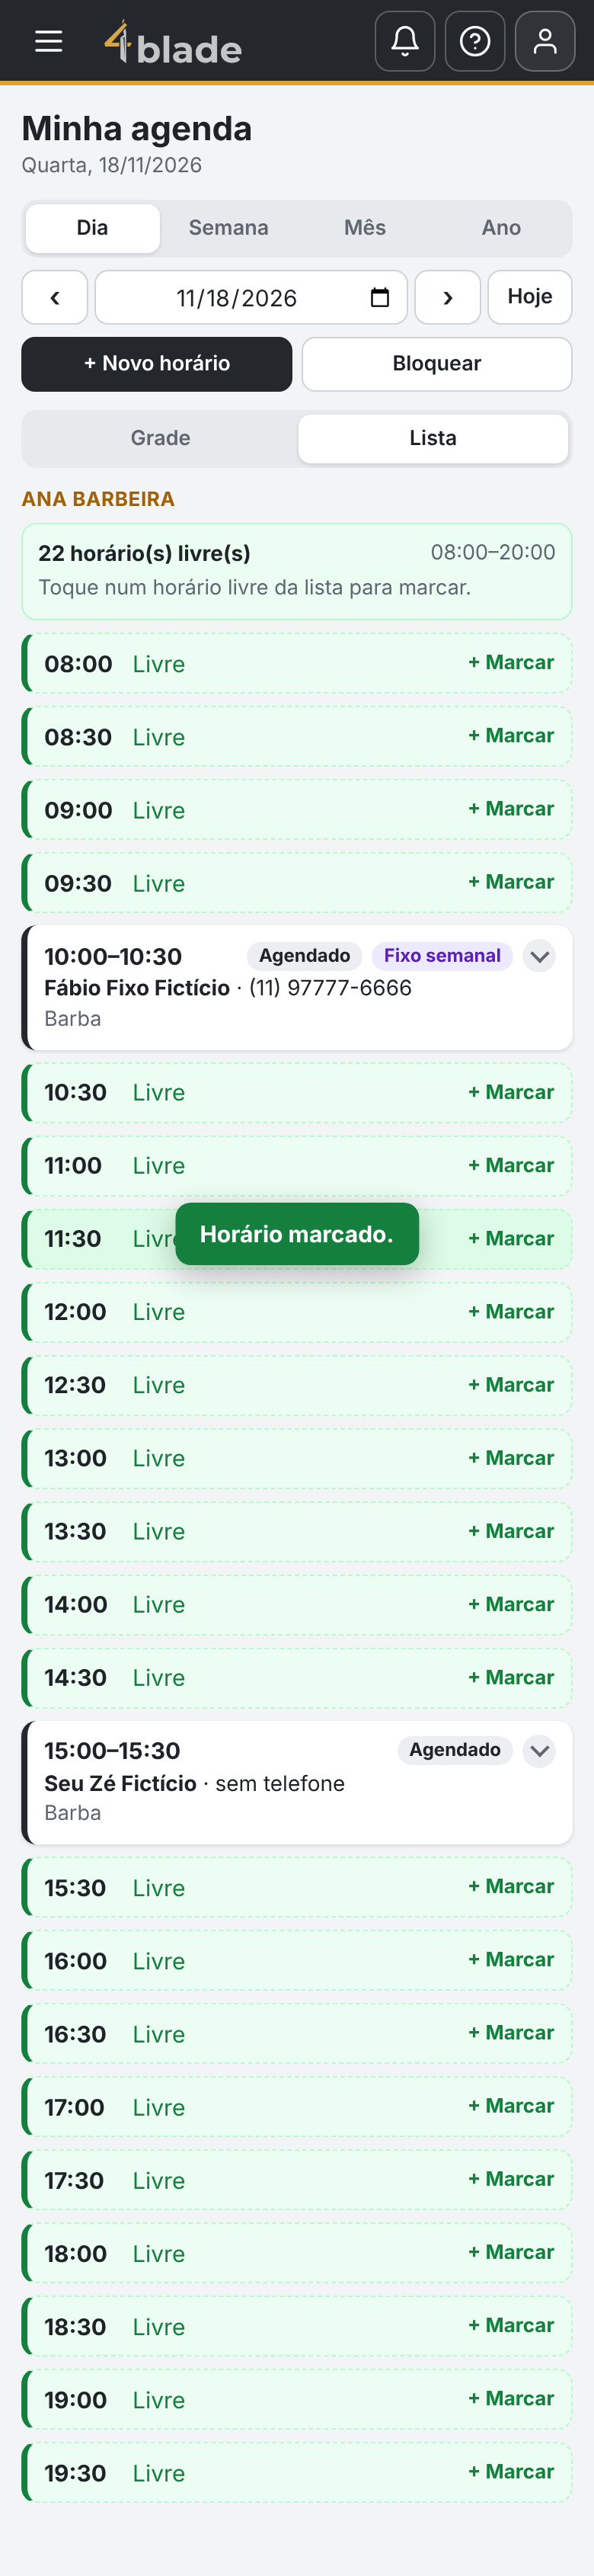 4blade
Minha agenda
Quarta, 18/11/2026
Dia Semana Mês Ano
‹ 11/18/2026 › Hoje
+ Novo horário Bloquear
Grade Lista
ANA BARBEIRA
22 horário(s) livre(s) 08:00–20:00
Toque num horário livre da lista para marcar.
08:00 Livre + Marcar
08:30 Livre + Marcar
09:00 Livre + Marcar
09:30 Livre + Marcar
10:00–10:30 Agendado Fixo semanal
Fábio Fixo Fictício · (11) 97777-6666
Barba
10:30 Livre + Marcar
11:00 Livre + Marcar
11:30 Livre + Marcar
Horário marcado.
12:00 Livre + Marcar
12:30 Livre + Marcar
13:00 Livre + Marcar
13:30 Livre + Marcar
14:00 Livre + Marcar
14:30 Livre + Marcar
15:00–15:30 Agendado
Seu Zé Fictício · sem telefone
Barba
15:30 Livre + Marcar
16:00 Livre + Marcar
16:30 Livre + Marcar
17:00 Livre + Marcar
17:30 Livre + Marcar
18:00 Livre + Marcar
18:30 Livre + Marcar
19:00 Livre + Marcar
19:30 Livre + Marcar